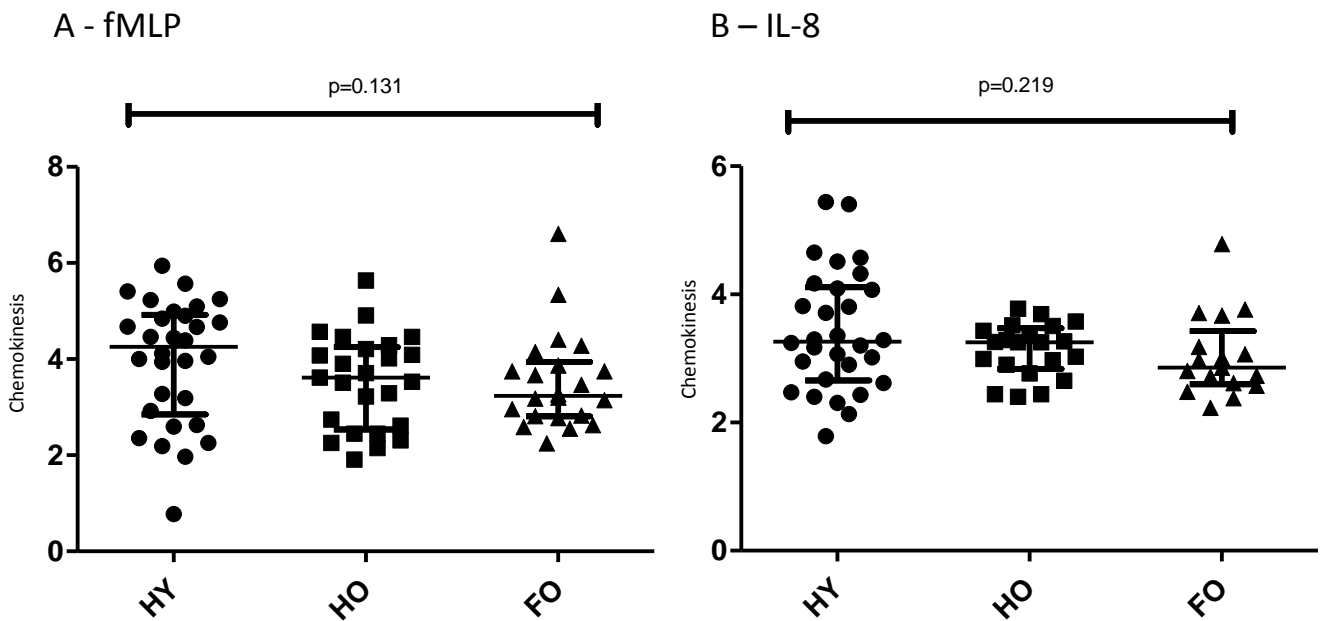 A - fMLP
p=0.131
8
6
4
2
0
Chemokinesis
HY
HO
FO
B – IL-8
p=0.219
6
4
2
0
Chemokinesis
HY
HO
FO